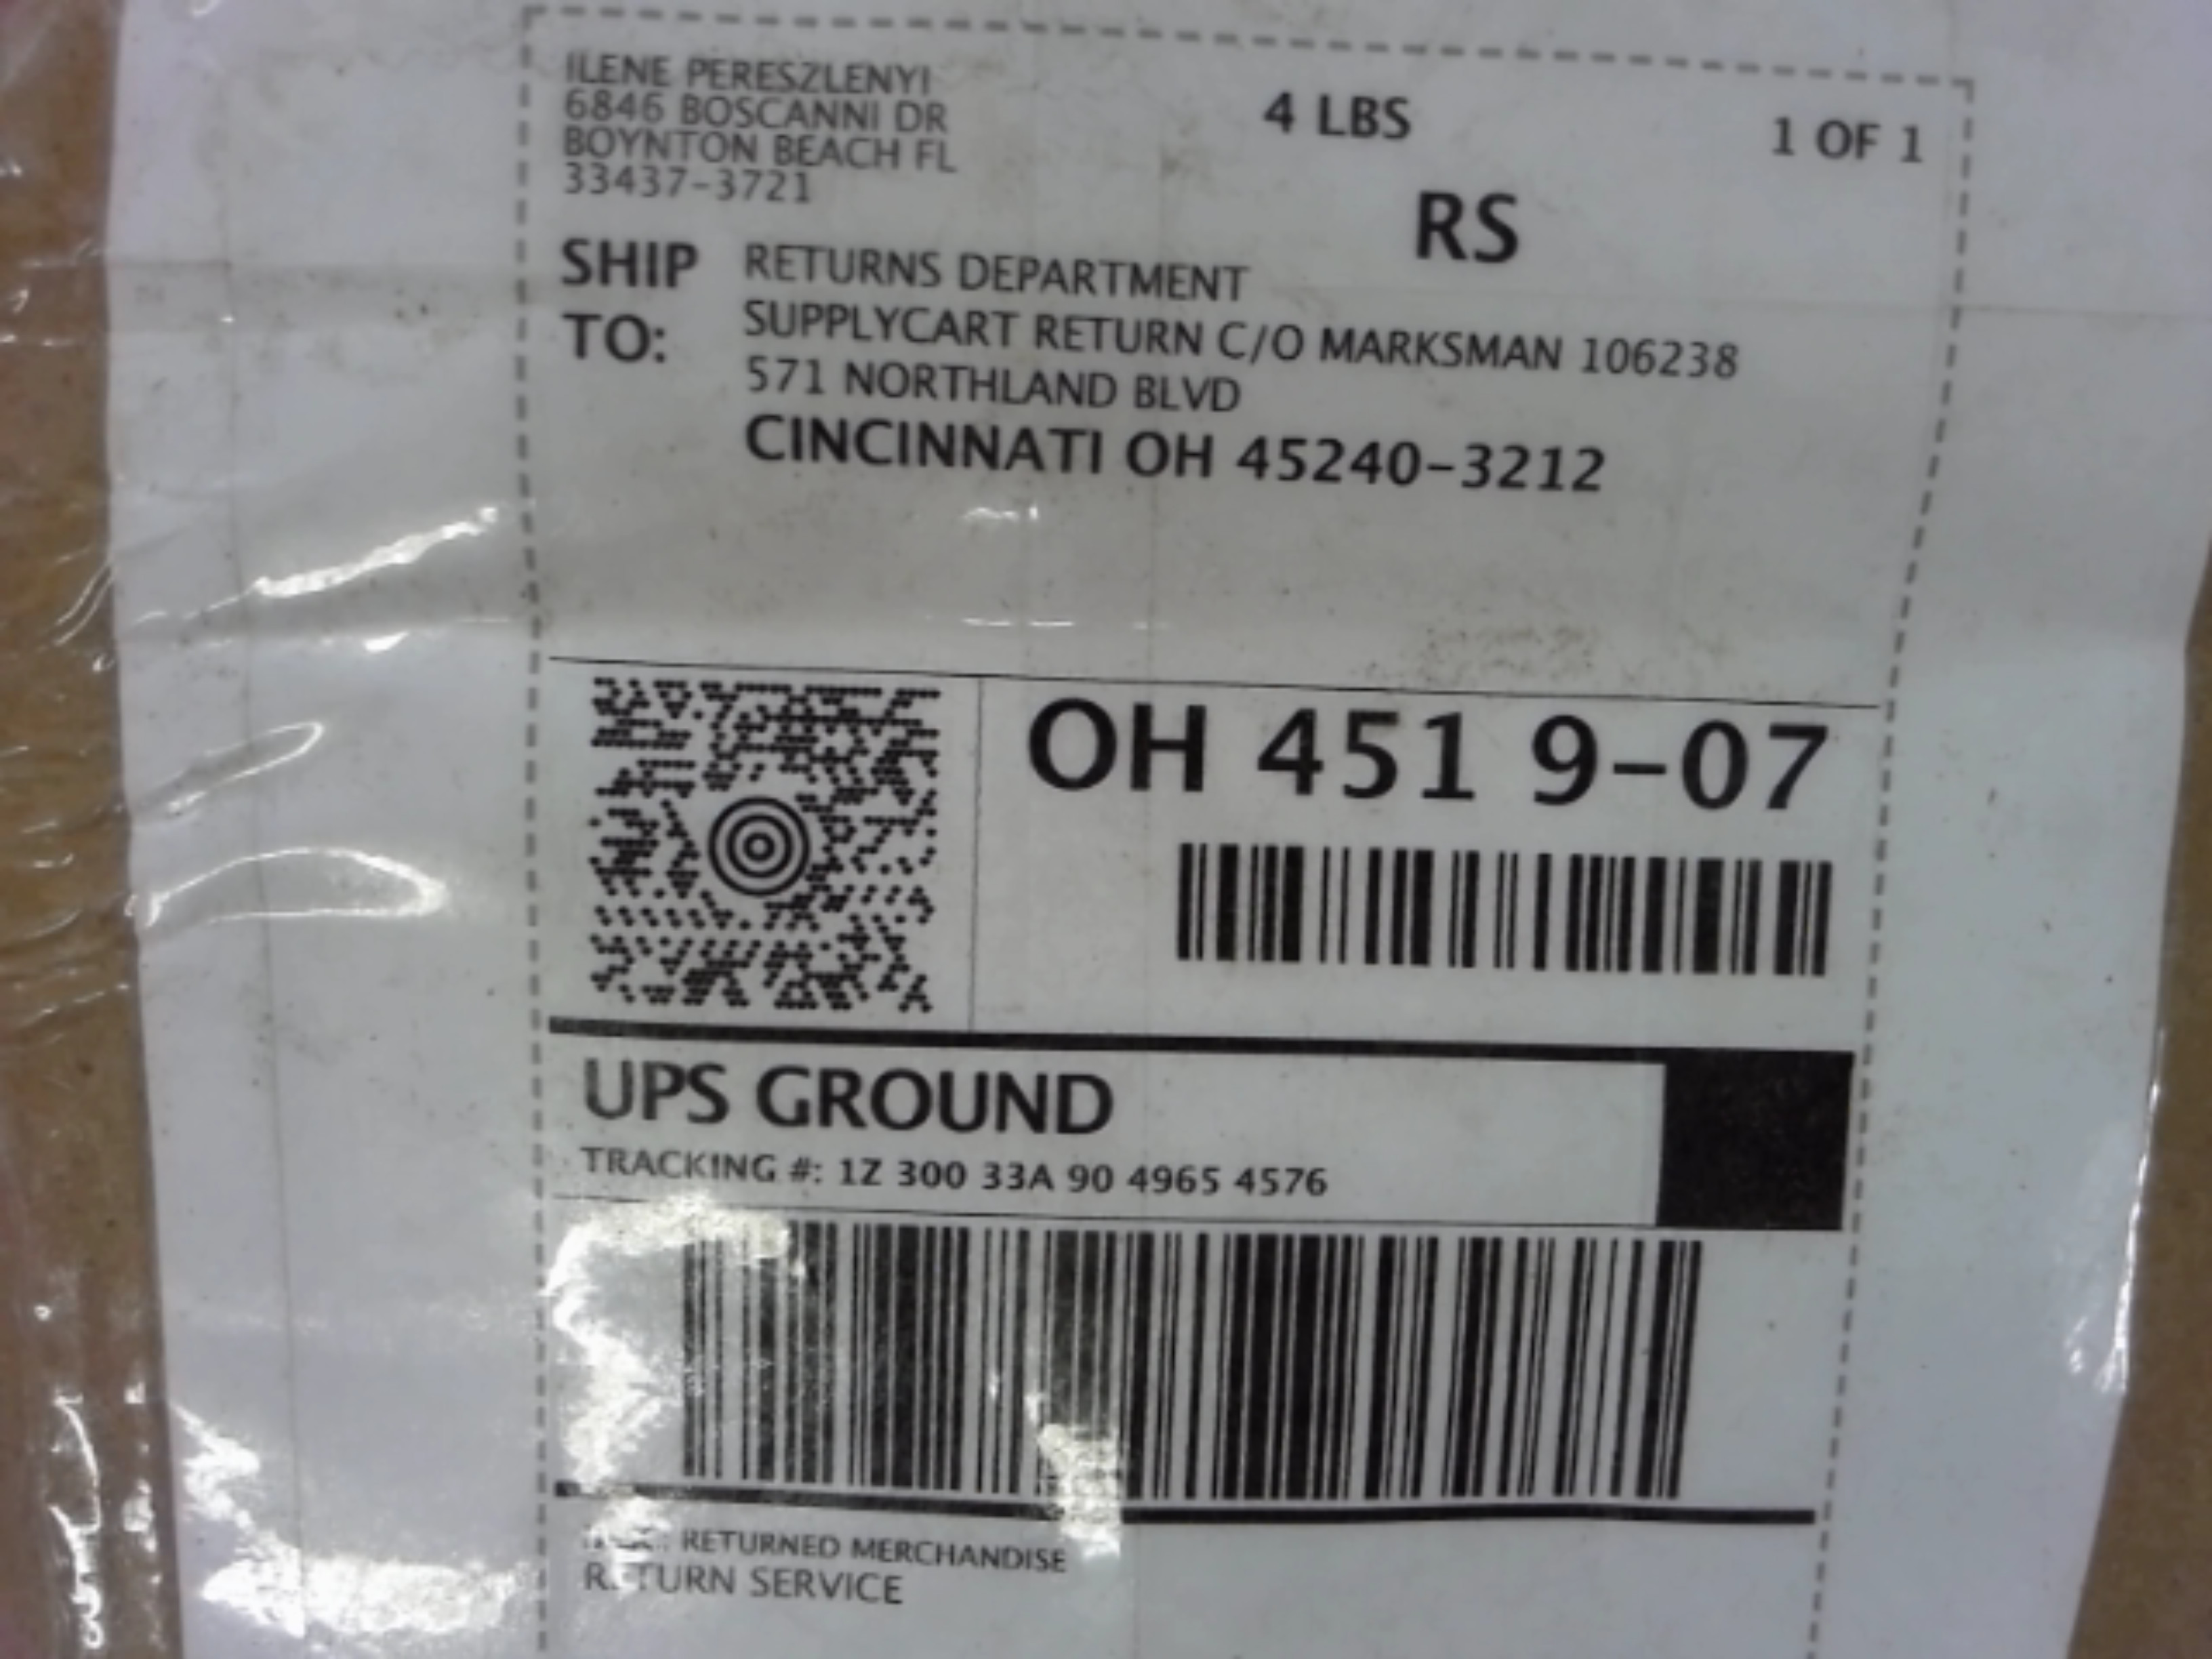 ILENE PERESZLENYI
6846 BOSCANNI DR
BOYNTON BEACH FL
33437-3721
4 LBS
1 OF 1
RS
SHIP TO:
RETURNS DEPARTMENT
SUPPLYCART RETURN C/O MARKSMAN 106238
571 NORTHLAND BLVD
CINCINNATI OH 45240-3212
OH 451 9-07
UPS GROUND
TRACKING #: 1Z 300 33A 90 4965 4576
RETURNED MERCHANDISE
RETURN SERVICE